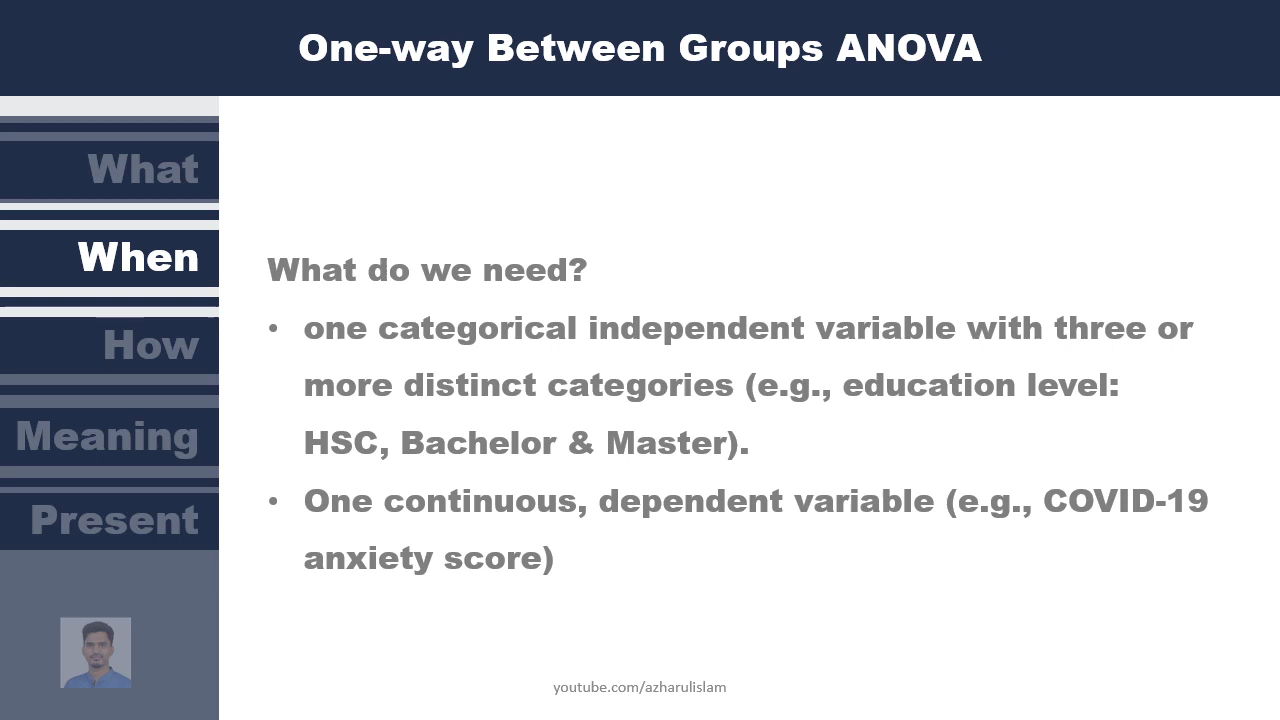 One-way Between Groups ANOVA
What
When
How
Meaning
Present
What do we need?
• one categorical independent variable with three or
more distinct categories (e.g., education level:
HSC, Bachelor & Master).
• One continuous, dependent variable (e.g., COVID-19
anxiety score)
youtube.com/azharulislam